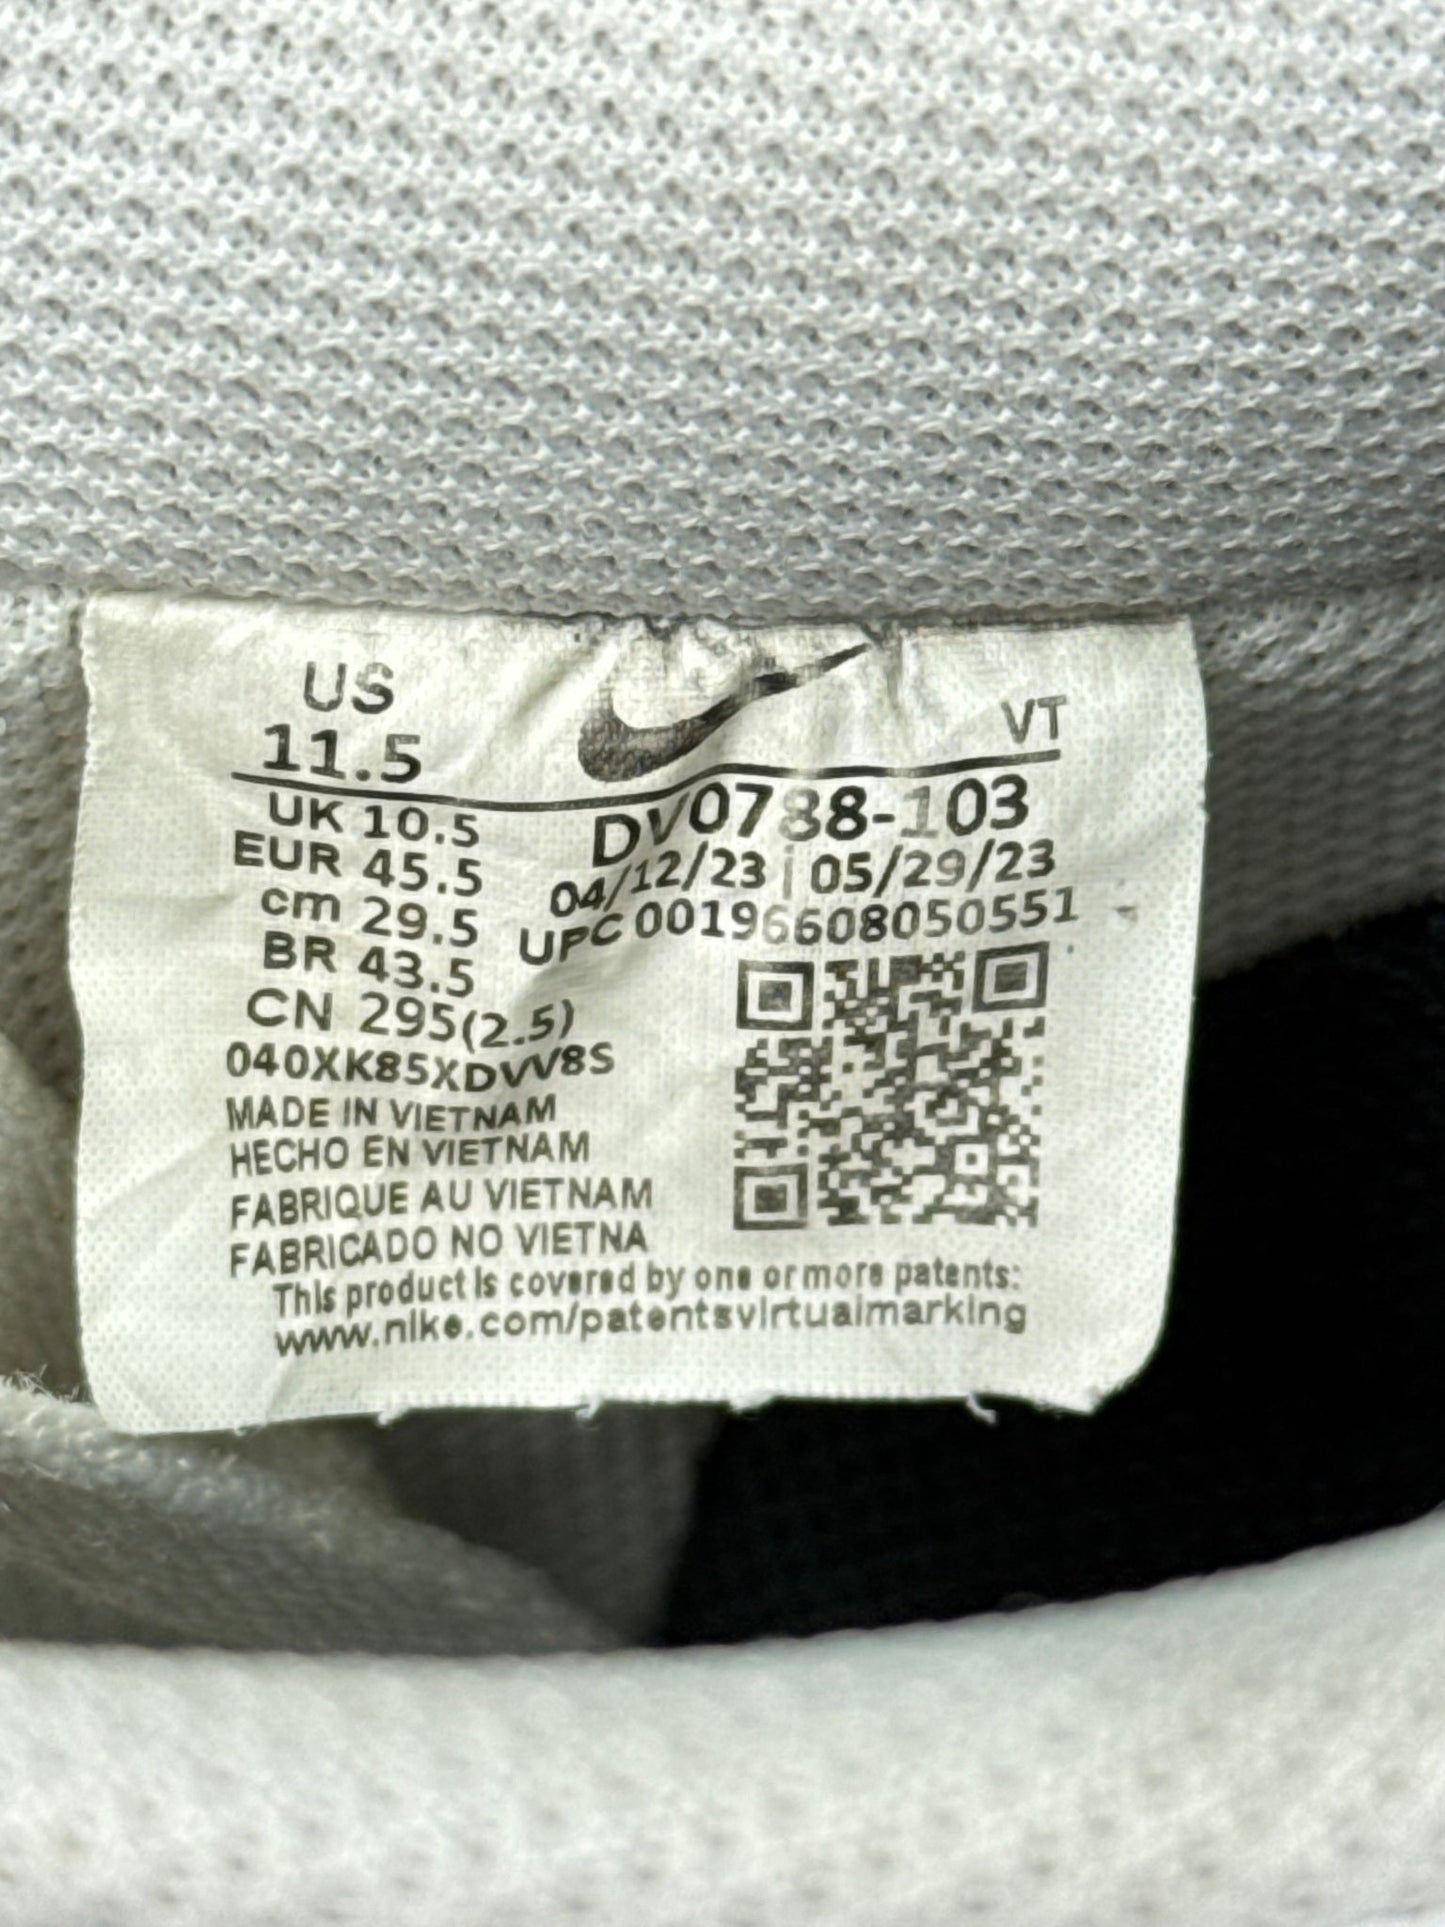 US
11.5
VT
UK 10.5
EUR 45.5
cm 29.5
BR 43.5
CN 295(2.5)
DV0788-103
04/12/23 | 05/29/23
UPC 00196608050551
040XK85XDVV8S
MADE IN VIETNAM
HECHO EN VIETNAM
FABRIQUE AU VIETNAM
FABRICADO NO VIETNA
This product is covered by one or more patents:
www.nike.com/patentsvirtualmarking